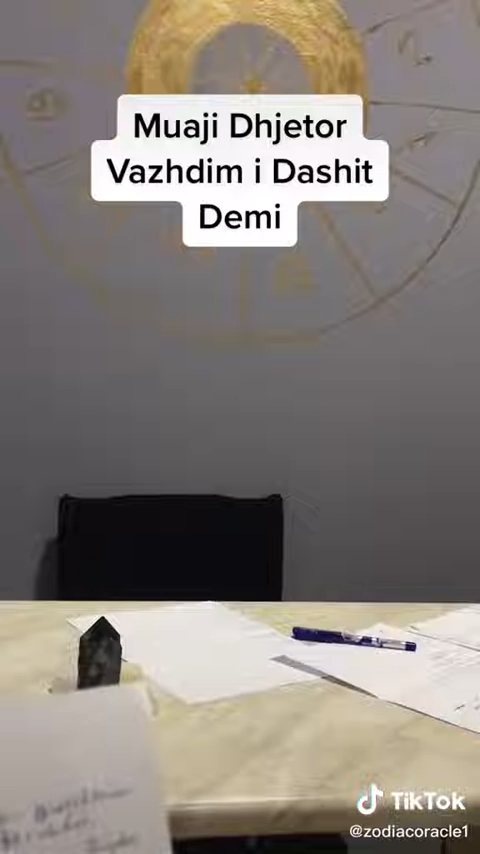 Muaji Dhjetor
Vazhdim i Dashit
Demi
TikTok
@zodiacoracle1